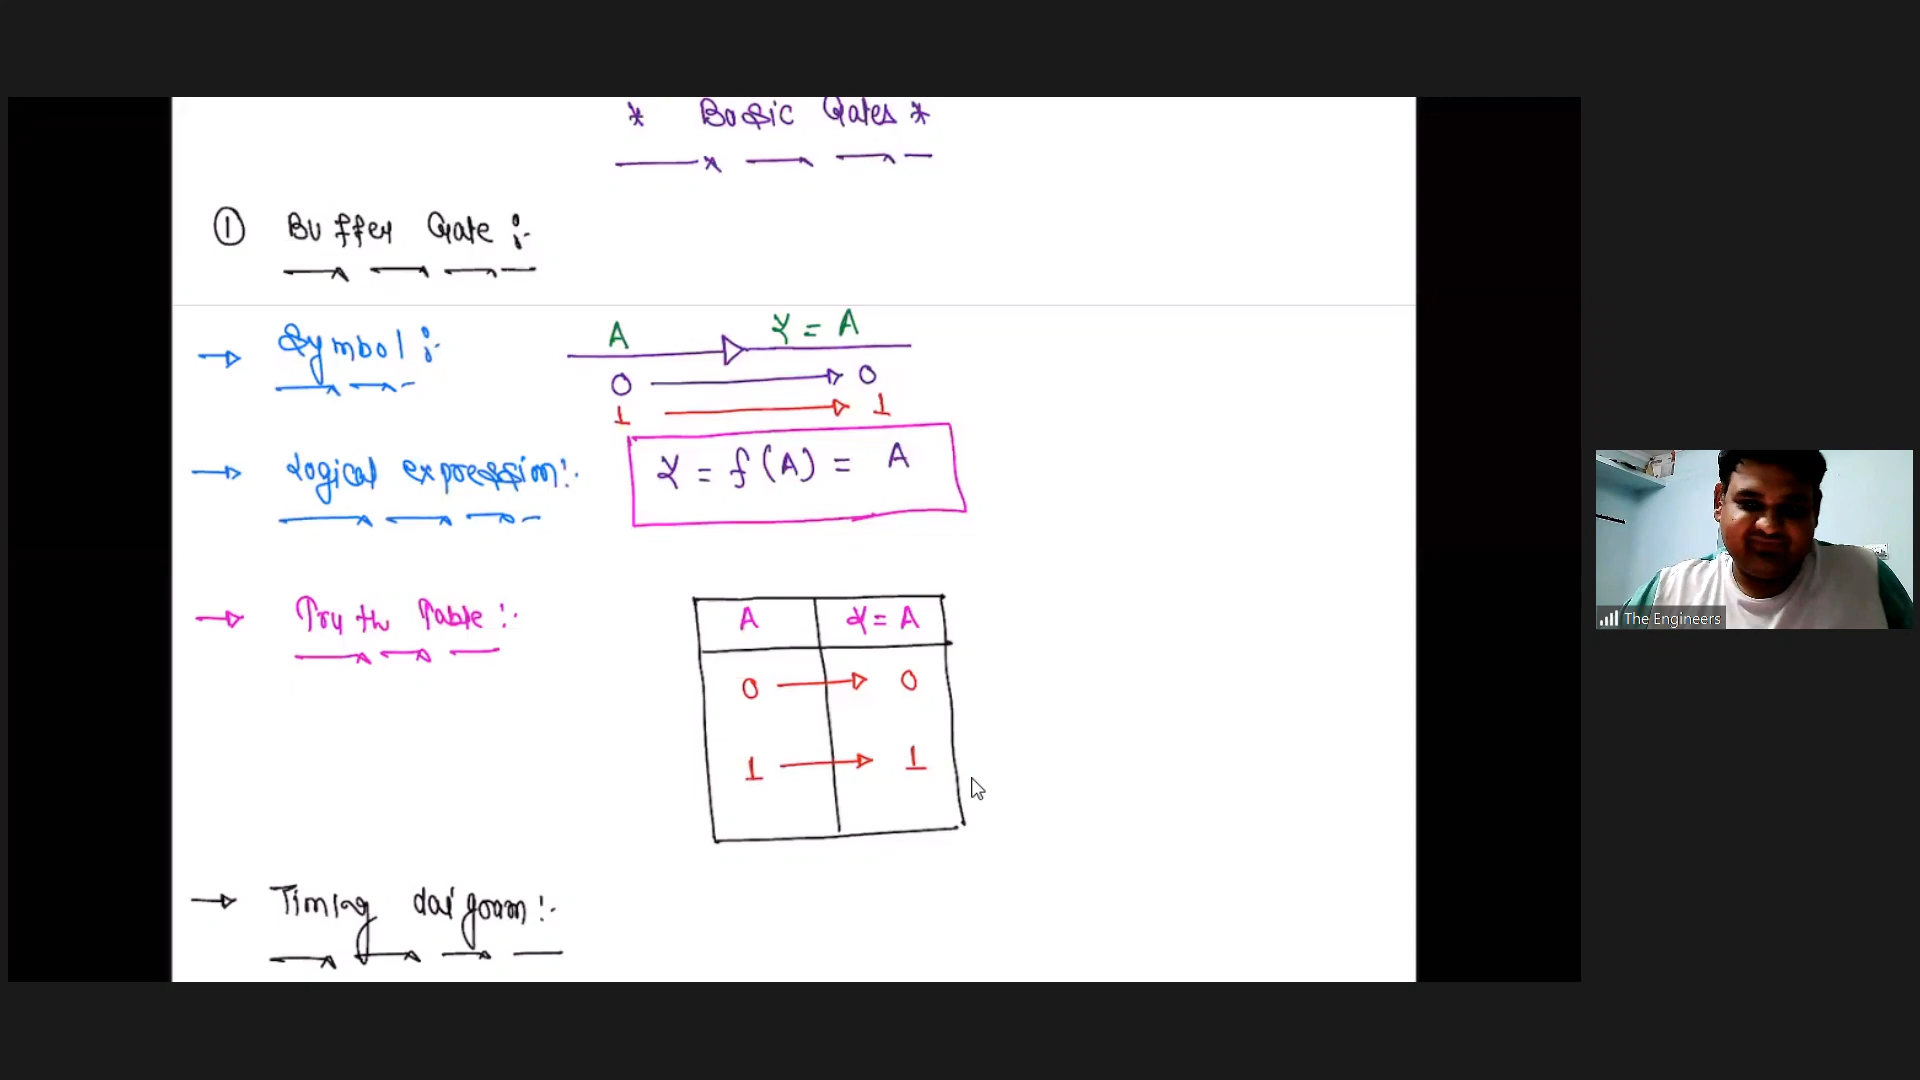 * Basic Gates *
① Buffer Gate :-
A Y = A
→ Symbol :-
0 → 0
1 → 1
→ Logical expression :- Y = f(A) = A
→ Truth Table :- A Y = A
0 → 0
1 → 1
→ Timing daigram :-
The Engineers